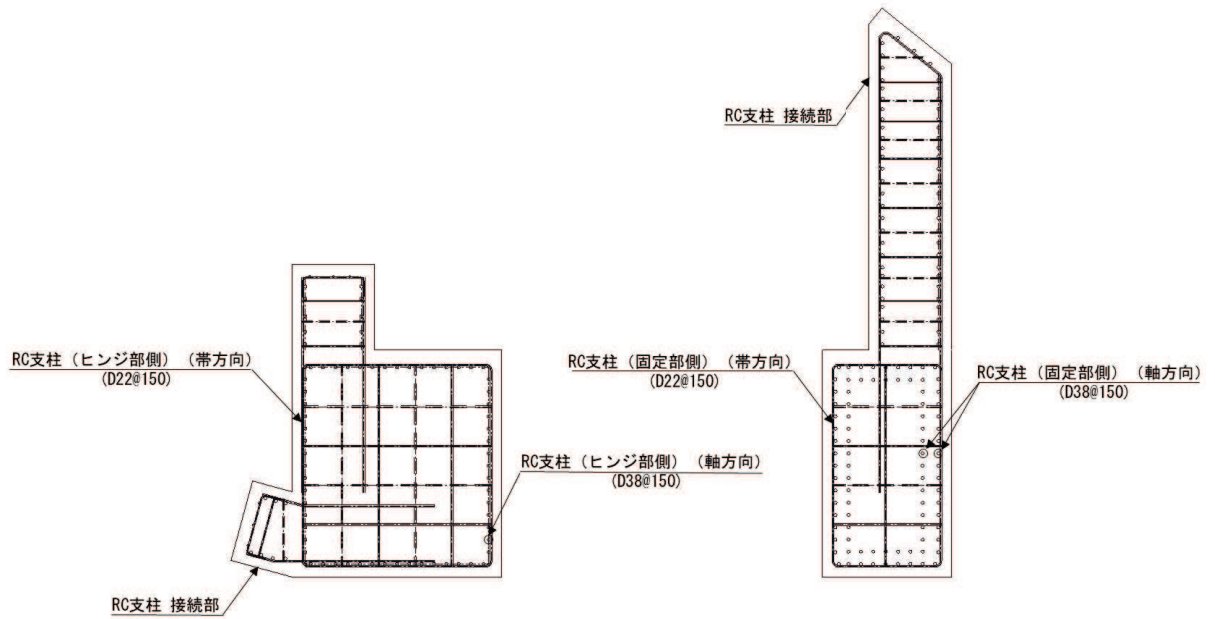 RC支柱 接続部
RC支柱（ヒンジ部側）（帯方向）
(D22@150)
RC支柱（固定部側）（帯方向）
(D22@150)
RC支柱（固定部側）（軸方向）
(D38@150)
RC支柱（ヒンジ部側）（軸方向）
(D38@150)
RC支柱 接続部